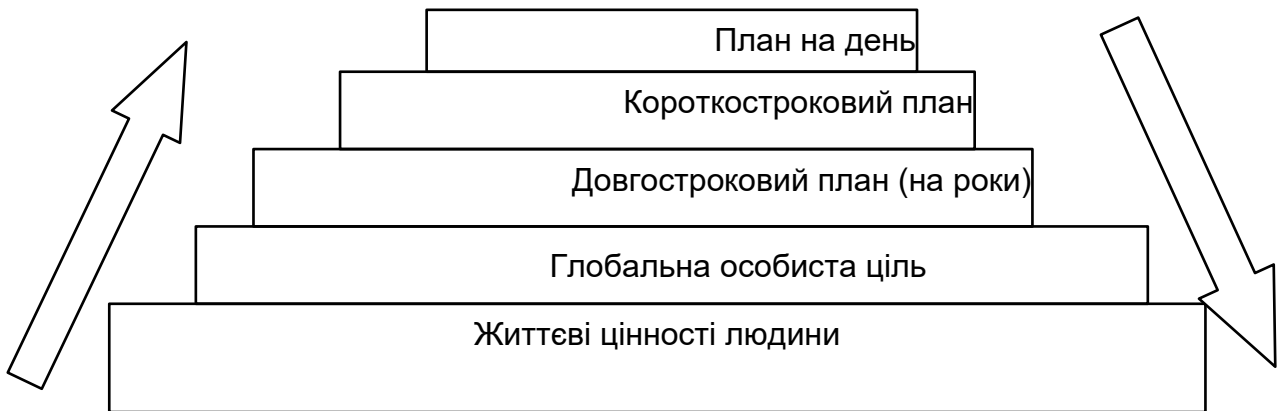 План на день
Короткостроковий план
Довгостроковий план (на роки)
Глобальна особиста ціль
Життєві цінності людини